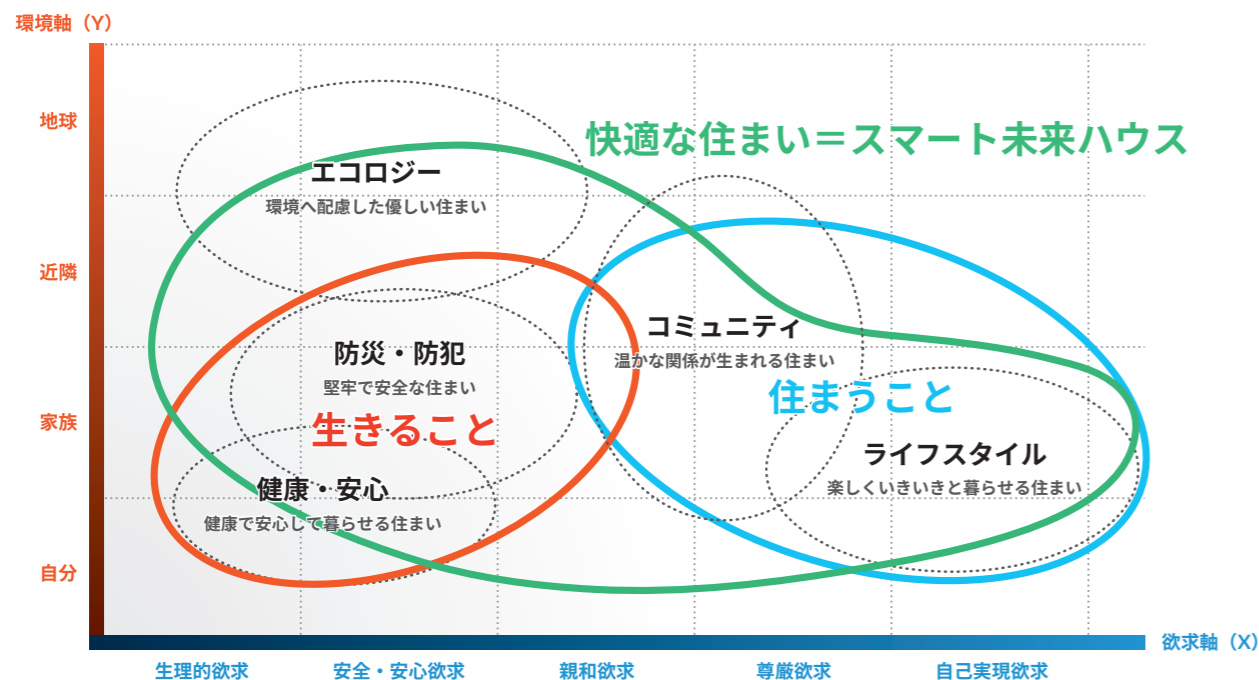 環境軸（Y）
地球
快適な住まい＝スマート未来ハウス
エコロジー
環境へ配慮した優しい住まい
近隣
コミュニティ
温かな関係が生まれる住まい
防災・防犯
堅牢で安全な住まい
住まうこと
家族
生きること
ライフスタイル
楽しくいきいきと暮らせる住まい
健康・安心
健康で安心して暮らせる住まい
自分
欲求軸（X）
生理的欲求
安全・安心欲求
親和欲求
尊厳欲求
自己実現欲求